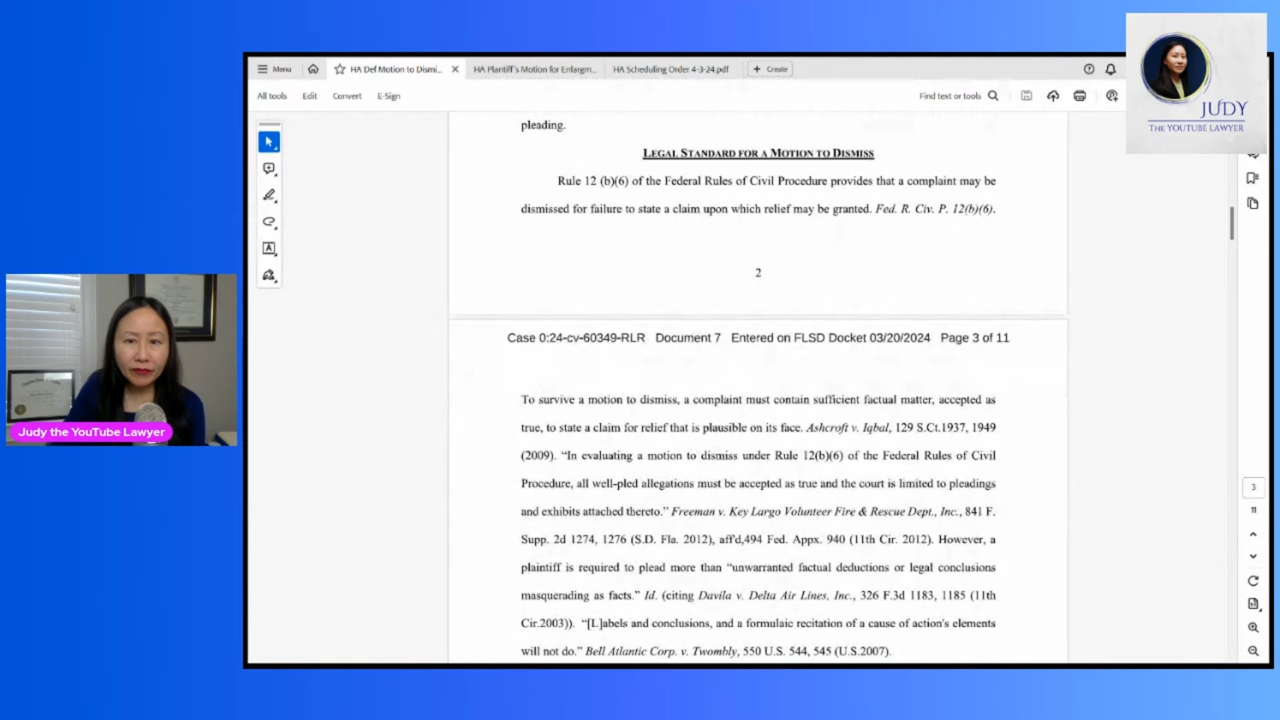 Menu
HA Def Motion to Dismi...
HA Plantiff's Motion for Enlargm...
HA Scheduling Order 4-3-24.pdf
Create
All tools
Edit
Convert
E-Sign
Find text or tools
JUDY
THE YOUTUBE LAWYER
pleading.
LEGAL STANDARD FOR A MOTION TO DISMISS
Rule 12 (b)(6) of the Federal Rules of Civil Procedure provides that a complaint may be
dismissed for failure to state a claim upon which relief may be granted. Fed. R. Civ. P. 12(b)(6).
2
Case 0:24-cv-60349-RLR Document 7 Entered on FLSD Docket 03/20/2024 Page 3 of 11
To survive a motion to dismiss, a complaint must contain sufficient factual matter, accepted as
true, to state a claim for relief that is plausible on its face. Ashcroft v. Iqbal, 129 S.Ct.1937, 1949
(2009). “In evaluating a motion to dismiss under Rule 12(b)(6) of the Federal Rules of Civil
Procedure, all well-pled allegations must be accepted as true and the court is limited to pleadings
and exhibits attached thereto.” Freeman v. Key Largo Volunteer Fire & Rescue Dept., Inc., 841 F.
Supp. 2d 1274, 1276 (S.D. Fla. 2012), aff'd,494 Fed. Appx. 940 (11th Cir. 2012). However, a
plaintiff is required to plead more than “unwarranted factual deductions or legal conclusions
masquerading as facts.” Id. (citing Davila v. Delta Air Lines, Inc., 326 F.3d 1183, 1185 (11th
Cir.2003)). “[L]abels and conclusions, and a formulaic recitation of a cause of action's elements
will not do.” Bell Atlantic Corp. v. Twombly, 550 U.S. 544, 545 (U.S.2007).
3
11
Judy the YouTube Lawyer